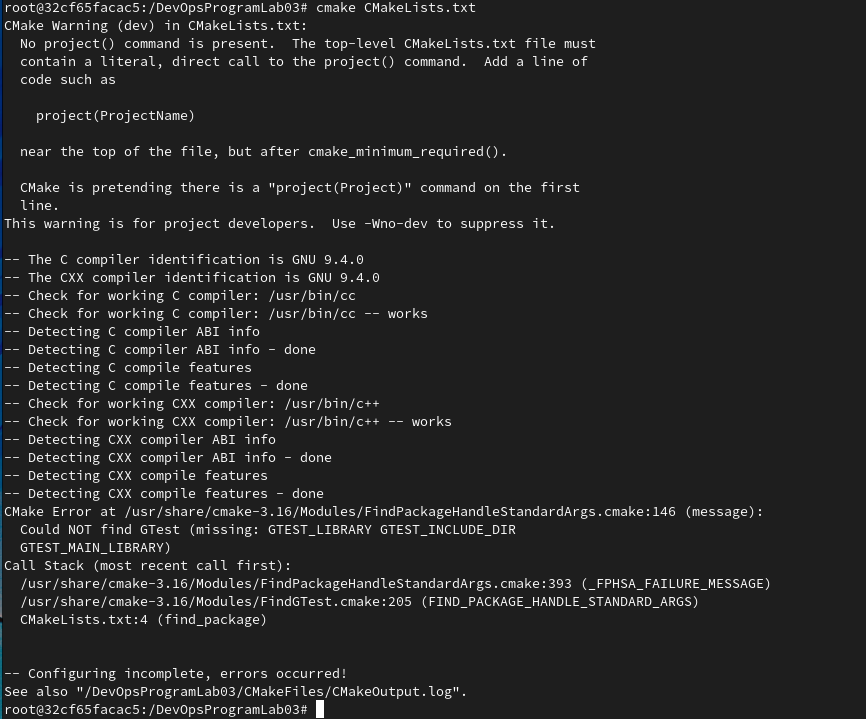 root@32cf65facac5:/DevOpsProgramLab03# cmake CMakeLists.txt
CMake Warning (dev) in CMakeLists.txt:
  No project() command is present.  The top-level CMakeLists.txt file must
  contain a literal, direct call to the project() command.  Add a line of
  code such as

    project(ProjectName)

  near the top of the file, but after cmake_minimum_required().

  CMake is pretending there is a "project(Project)" command on the first
  line.
This warning is for project developers.  Use -Wno-dev to suppress it.

-- The C compiler identification is GNU 9.4.0
-- The CXX compiler identification is GNU 9.4.0
-- Check for working C compiler: /usr/bin/cc
-- Check for working C compiler: /usr/bin/cc -- works
-- Detecting C compiler ABI info
-- Detecting C compiler ABI info - done
-- Detecting C compile features
-- Detecting C compile features - done
-- Check for working CXX compiler: /usr/bin/c++
-- Check for working CXX compiler: /usr/bin/c++ -- works
-- Detecting CXX compiler ABI info
-- Detecting CXX compiler ABI info - done
-- Detecting CXX compile features
-- Detecting CXX compile features - done
CMake Error at /usr/share/cmake-3.16/Modules/FindPackageHandleStandardArgs.cmake:146 (message):
  Could NOT find GTest (missing: GTEST_LIBRARY GTEST_INCLUDE_DIR
  GTEST_MAIN_LIBRARY)
Call Stack (most recent call first):
  /usr/share/cmake-3.16/Modules/FindPackageHandleStandardArgs.cmake:393 (_FPHSA_FAILURE_MESSAGE)
  /usr/share/cmake-3.16/Modules/FindGTest.cmake:205 (FIND_PACKAGE_HANDLE_STANDARD_ARGS)
  CMakeLists.txt:4 (find_package)


-- Configuring incomplete, errors occurred!
See also "/DevOpsProgramLab03/CMakeFiles/CMakeOutput.log".
root@32cf65facac5:/DevOpsProgramLab03#